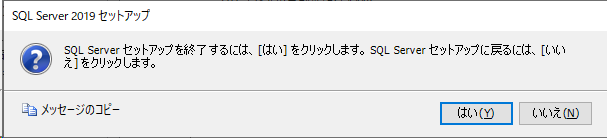 SQL Server 2019 セットアップ
SQL Server セットアップを終了するには、[はい] をクリックします。 SQL Server セットアップに戻るには、[いい
え] をクリックします。
メッセージのコピー
はい(Y)
いいえ(N)